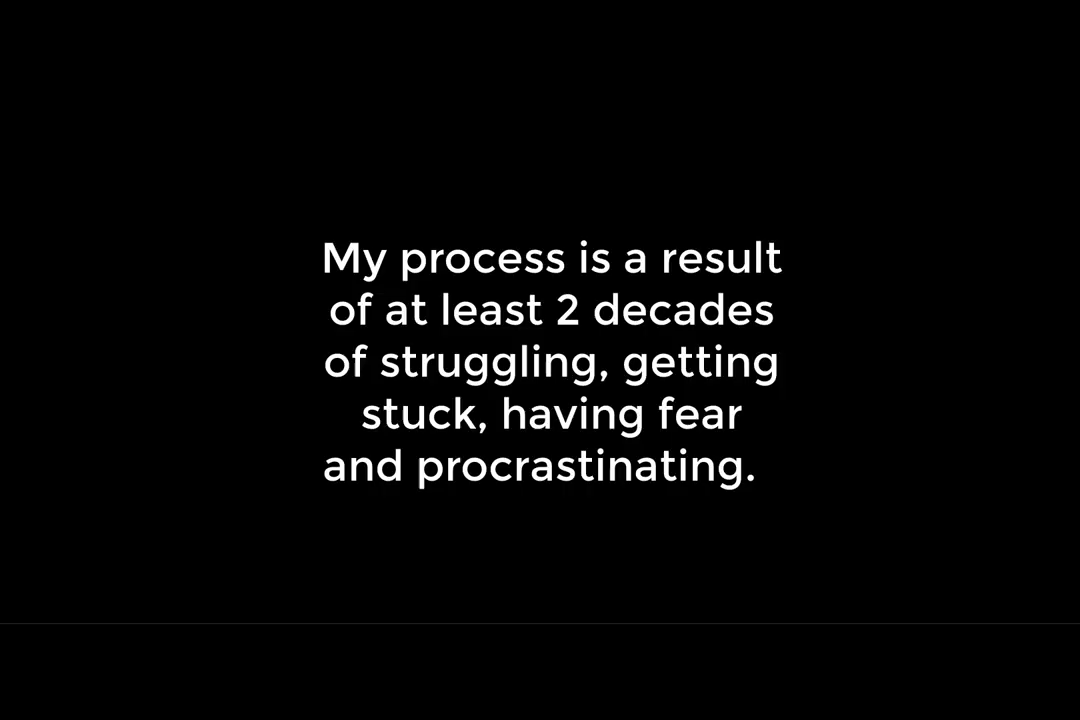 My process is a result
of at least 2 decades
of struggling, getting
stuck, having fear
and procrastinating.